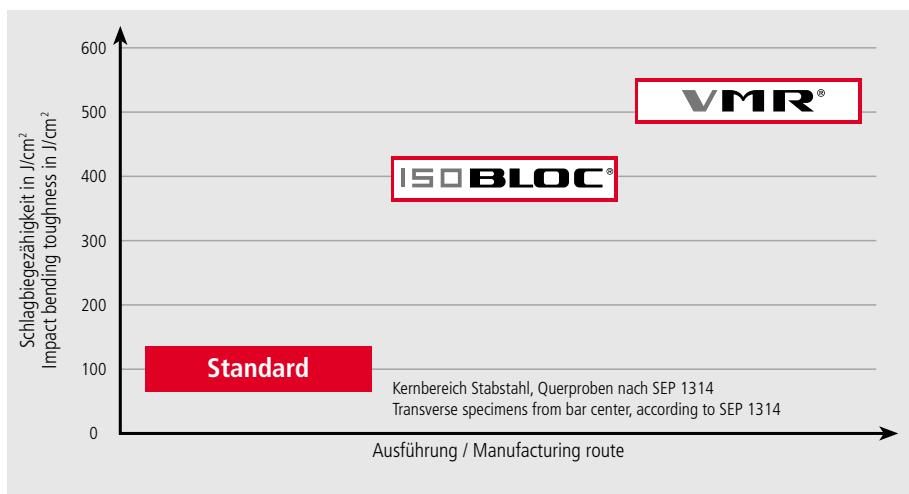 600
500
400
300
200
100
0
Schlagbiegezähigkeit in J/cm²
Impact bending toughness in J/cm²
VMR®
ISOBLOC®
Standard
Kernbereich Stabstahl, Querproben nach SEP 1314
Transverse specimens from bar center, according to SEP 1314
Ausführung / Manufacturing route